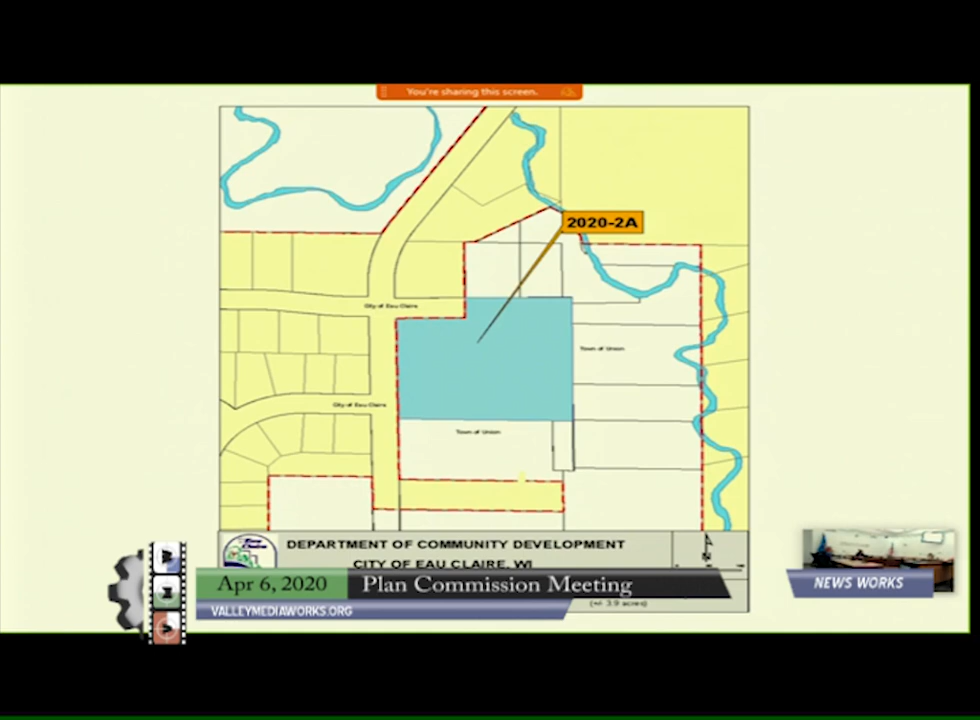 You're sharing this screen.
2020-2A
City of Eau Claire
Town of Union
City of Eau Claire
Town of Union
DEPARTMENT OF COMMUNITY DEVELOPMENT
CITY OF EAU CLAIRE, WI
Apr 6, 2020 Plan Commission Meeting
(+/- 3.9 acres)
VALLEYMEDIAWORKS.ORG
NEWS WORKS